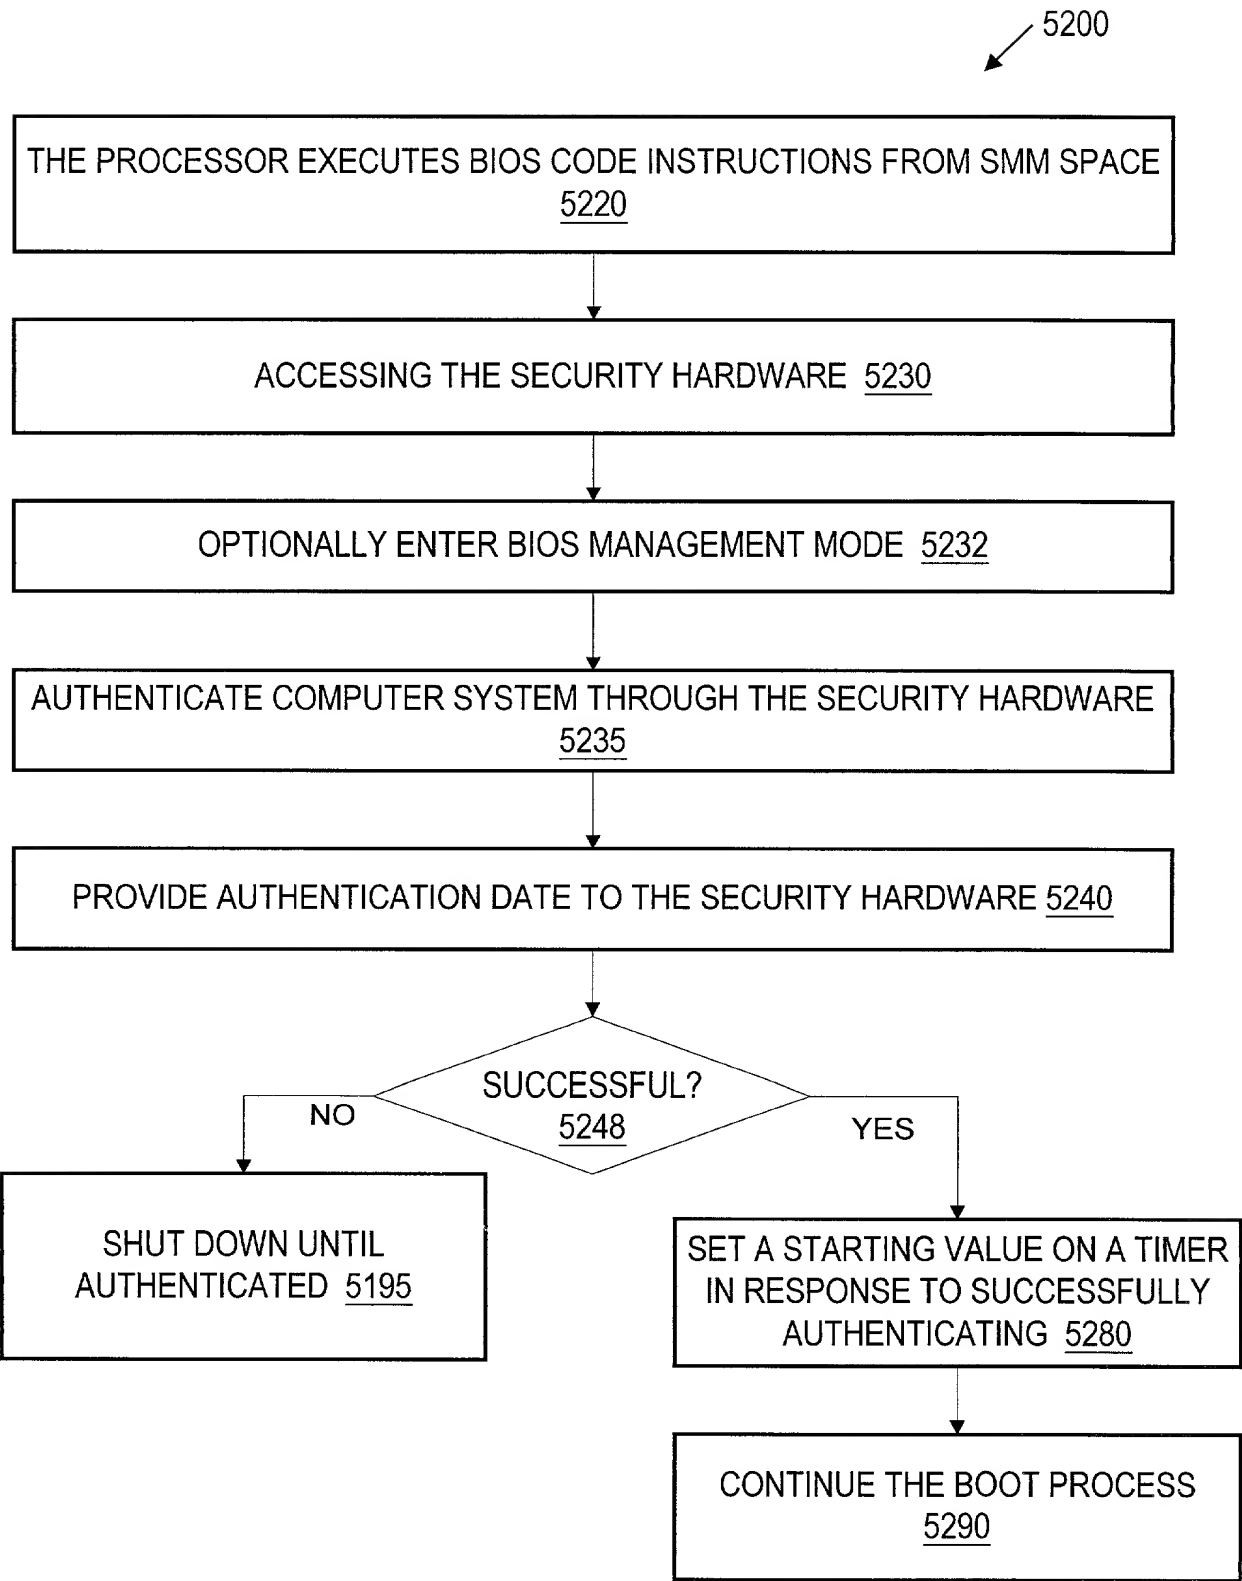 5200
THE PROCESSOR EXECUTES BIOS CODE INSTRUCTIONS FROM SMM SPACE
5220
ACCESSING THE SECURITY HARDWARE 5230
OPTIONALLY ENTER BIOS MANAGEMENT MODE 5232
AUTHENTICATE COMPUTER SYSTEM THROUGH THE SECURITY HARDWARE
5235
PROVIDE AUTHENTICATION DATE TO THE SECURITY HARDWARE 5240
SUCCESSFUL?
5248
NO
YES
SHUT DOWN UNTIL
AUTHENTICATED 5195
SET A STARTING VALUE ON A TIMER
IN RESPONSE TO SUCCESSFULLY
AUTHENTICATING 5280
CONTINUE THE BOOT PROCESS
5290